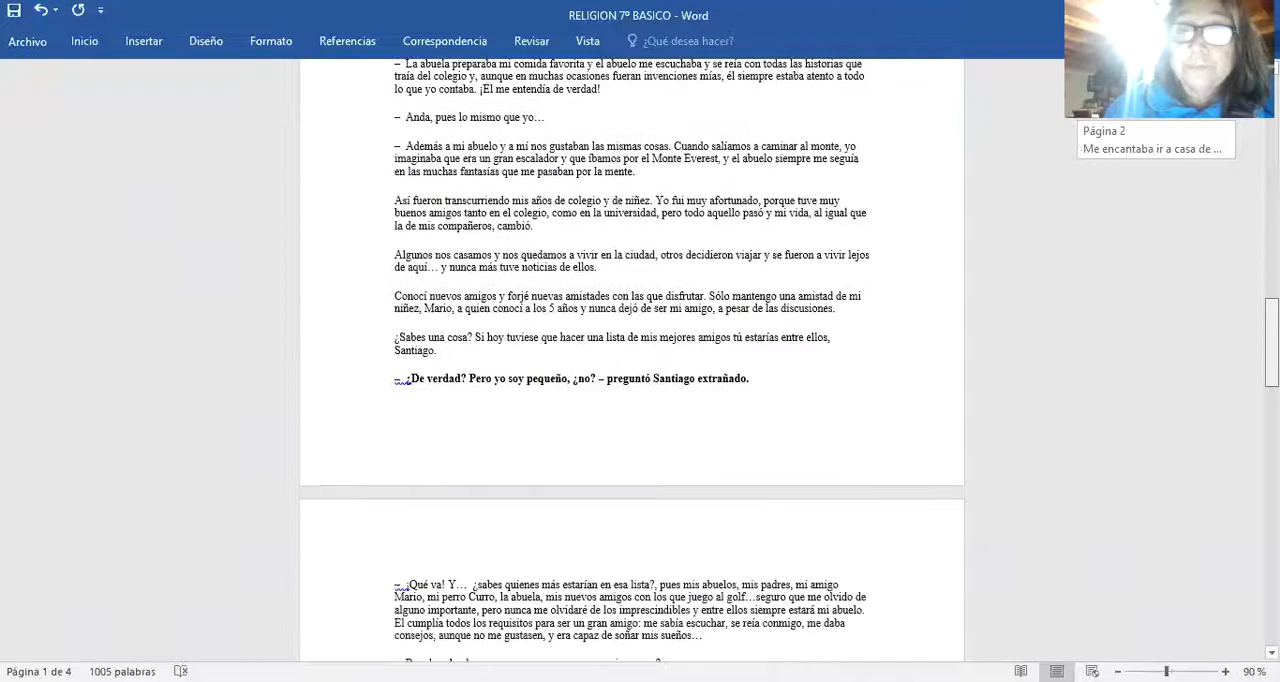 RELIGION 7º BASICO - Word
Archivo Inicio Insertar Diseño Formato Referencias Correspondencia Revisar Vista ¿Qué desea hacer?
– La abuela preparaba mi comida favorita y el abuelo me escuchaba y se reía con todas las historias que
traía del colegio y, aunque en muchas ocasiones fueran invenciones mías, él siempre estaba atento a todo
lo que yo contaba. ¡Él me entendía de verdad!
– Anda, pues lo mismo que yo…
– Además a mi abuelo y a mí nos gustaban las mismas cosas. Cuando salíamos a caminar al monte, yo
imaginaba que era un gran escalador y que íbamos por el Monte Everest, y el abuelo siempre me seguía
en las muchas fantasías que me pasaban por la mente.
Así fueron transcurriendo mis años de colegio y de niñez. Yo fui muy afortunado, porque tuve muy
buenos amigos tanto en el colegio, como en la universidad, pero todo aquello pasó y mi vida, al igual que
la de mis compañeros, cambió.
Algunos nos casamos y nos quedamos a vivir en la ciudad, otros decidieron viajar y se fueron a vivir lejos
de aquí… y nunca más tuve noticias de ellos.
Conocí nuevos amigos y forjé nuevas amistades con las que disfrutar. Sólo mantengo una amistad de mi
niñez, Mario, a quien conocí a los 5 años y nunca dejó de ser mi amigo, a pesar de las discusiones.
¿Sabes una cosa? Si hoy tuviese que hacer una lista de mis mejores amigos tú estarías entre ellos,
Santiago.
– ¿De verdad? Pero yo soy pequeño, ¿no? – preguntó Santiago extrañado.
– ¡Qué va! Y… ¿sabes quienes más estarían en esa lista?, pues mis abuelos, mis padres, mi amigo
Mario, mi perro Curro, la abuela, mis nuevos amigos con los que juego al golf…seguro que me olvido de
alguno importante, pero nunca me olvidaré de los imprescindibles y entre ellos siempre estará mi abuelo.
Él cumplía todos los requisitos para ser un gran amigo: me sabía escuchar, se reía conmigo, me daba
consejos, aunque no me gustasen, y era capaz de soñar mis sueños…
Página 2
Me encantaba ir a casa de ...
Página 1 de 4 1005 palabras
90 %